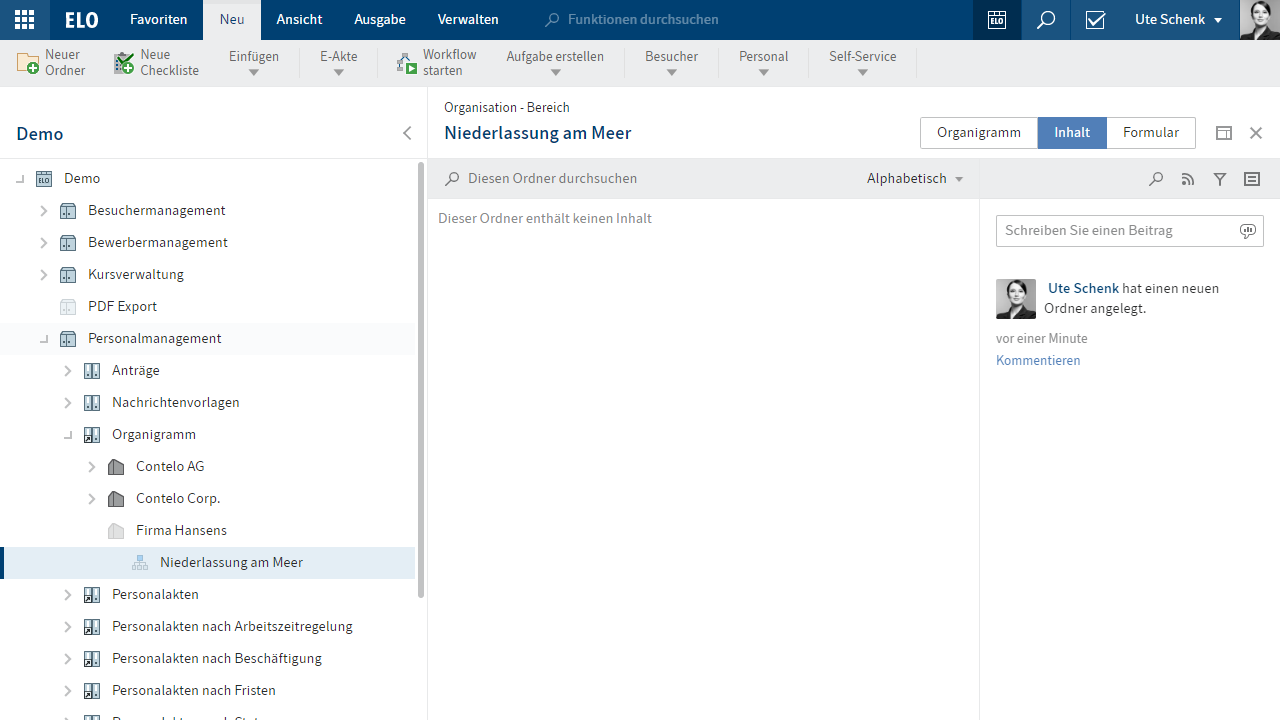 ELO Favoriten Neu Ansicht Ausgabe Verwalten Funktionen durchsuchen ELO Ute Schenk
Neuer Ordner
Neue Checkliste
Einfügen
E-Akte
Workflow starten
Aufgabe erstellen
Besucher
Personal
Self-Service
Demo
ELO Demo
Besuchermanagement
Bewerbermanagement
Kursverwaltung
PDF Export
Personalmanagement
Anträge
Nachrichtenvorlagen
Organigramm
Contelo AG
Contelo Corp.
Firma Hansens
Niederlassung am Meer
Personalakten
Personalakten nach Arbeitszeitregelung
Personalakten nach Beschäftigung
Personalakten nach Fristen
Organisation - Bereich
Niederlassung am Meer
Organigramm Inhalt Formular
Diesen Ordner durchsuchen Alphabetisch
Dieser Ordner enthält keinen Inhalt
Schreiben Sie einen Beitrag
Ute Schenk hat einen neuen
Ordner angelegt.
vor einer Minute
Kommentieren